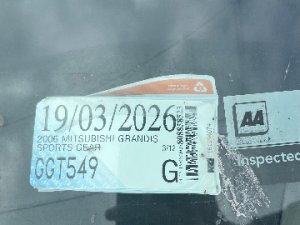 19/03/2026
2006 MITSUBISHI GRANDIS
SPORTS GEAR
3/12
GGT549
G
AA
Inspected